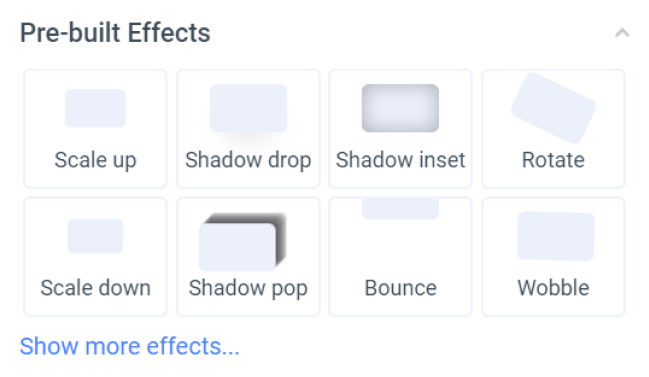 Pre-built Effects
Scale up
Shadow drop
Shadow inset
Rotate
Scale down
Shadow pop
Bounce
Wobble
Show more effects...